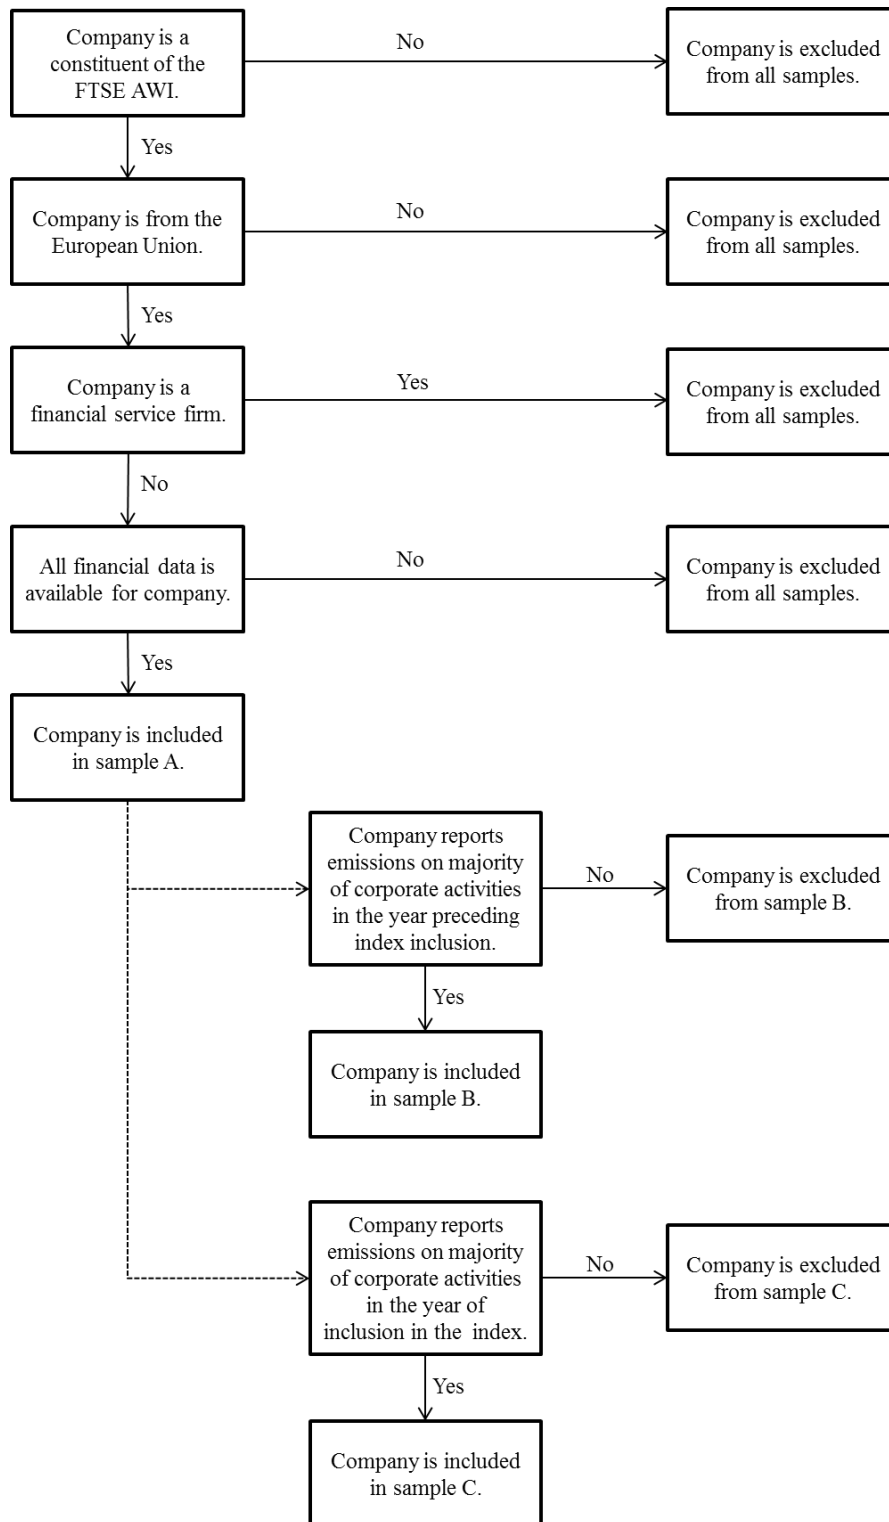 Company is a
constituent of the
FTSE AWI.
No
Company is excluded
from all samples.
Yes
Company is from the
European Union.
No
Company is excluded
from all samples.
Yes
Company is a
financial service firm.
Yes
Company is excluded
from all samples.
No
All financial data is
available for company.
No
Company is excluded
from all samples.
Yes
Company is included
in sample A.
Company reports
emissions on majority
of corporate activities
in the year preceding
index inclusion.
No
Company is excluded
from sample B.
Yes
Company is included
in sample B.
Company reports
emissions on majority
of corporate activities
in the year of
inclusion in the index.
No
Company is excluded
from sample C.
Yes
Company is included
in sample C.